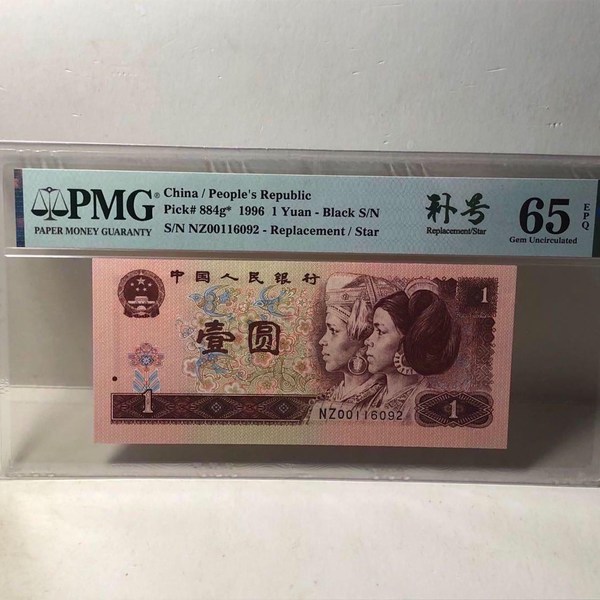 PMG®
PAPER MONEY GUARANTY
China / People's Republic
Pick# 884g* 1996 1 Yuan - Black S/N
S/N NZ00116092 - Replacement / Star
补号
Replacement/Star
65 EPQ
Gem Uncirculated
中国人民银行
1
壹圆
1
NZ00116092
1